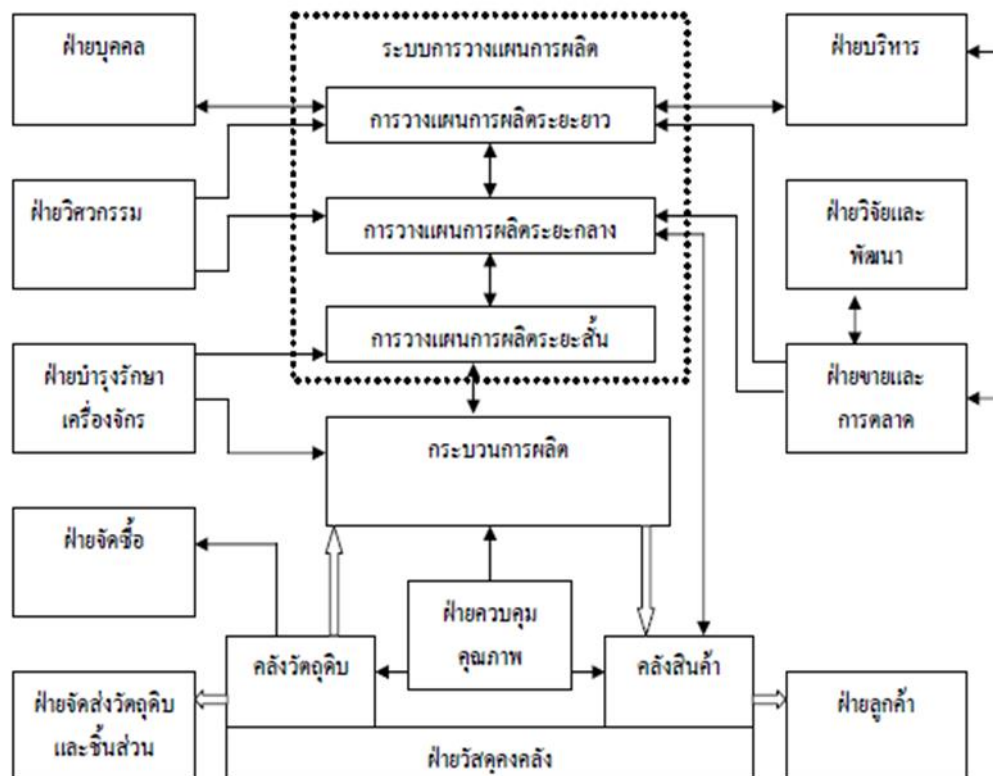 ฝ่ายบุคคล
ระบบการวางแผนการผลิต
ฝ่ายบริหาร
การวางแผนการผลิตระยะยาว
ฝ่ายวิศวกรรม
การวางแผนการผลิตระยะกลาง
ฝ่ายวิจัยและ
พัฒนา
การวางแผนการผลิตระยะสั้น
ฝ่ายบำรุงรักษา
เครื่องจักร
ฝ่ายขายและ
การตลาด
กระบวนการผลิต
ฝ่ายจัดซื้อ
ฝ่ายควบคุม
คุณภาพ
คลังวัตถุดิบ
คลังสินค้า
ฝ่ายจัดส่งวัตถุดิบ
และชิ้นส่วน
ฝ่ายลูกค้า
ฝ่ายวัสดุคงคลัง